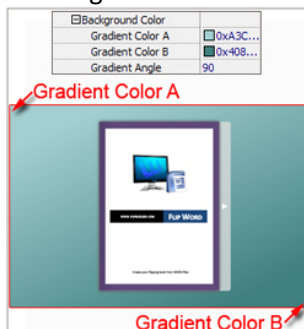 Background Color
Gradient Color A 0xA3C...
Gradient Color B 0x408...
Gradient Angle 90
Gradient Color A
FLIP WORD
Gradient Color B